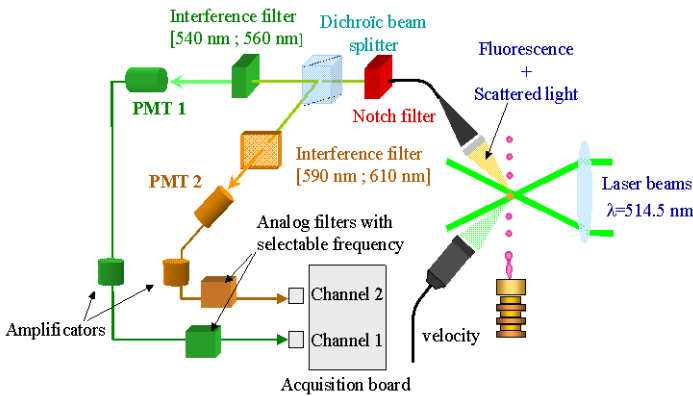 Interference filter
[540 nm ; 560 nm]
Dichroïc beam
splitter
Fluorescence
+
Scattered light
PMT 1
Notch filter
Interference filter
[590 nm ; 610 nm]
PMT 2
Laser beams
λ=514.5 nm
Analog filters with
selectable frequency
Channel 2
Amplificators
Channel 1
velocity
Acquisition board